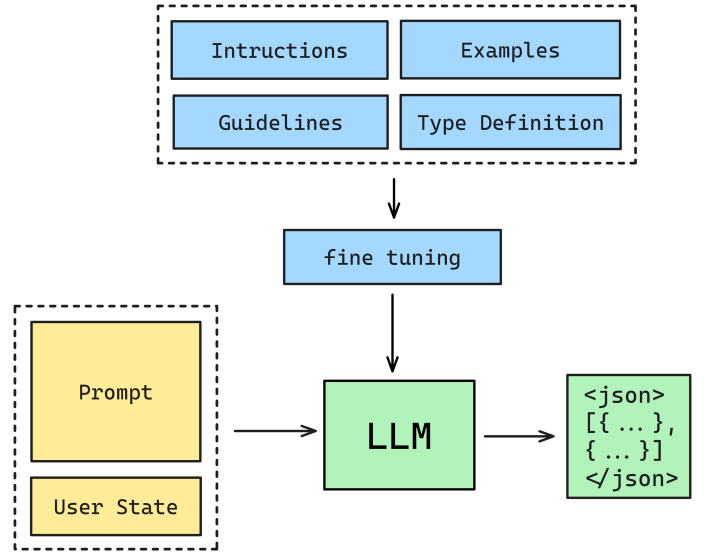 Intructions
Examples
Guidelines
Type Definition
fine tuning
Prompt
User State
LLM
<json>
[{ ... },
{ ... }]
</json>